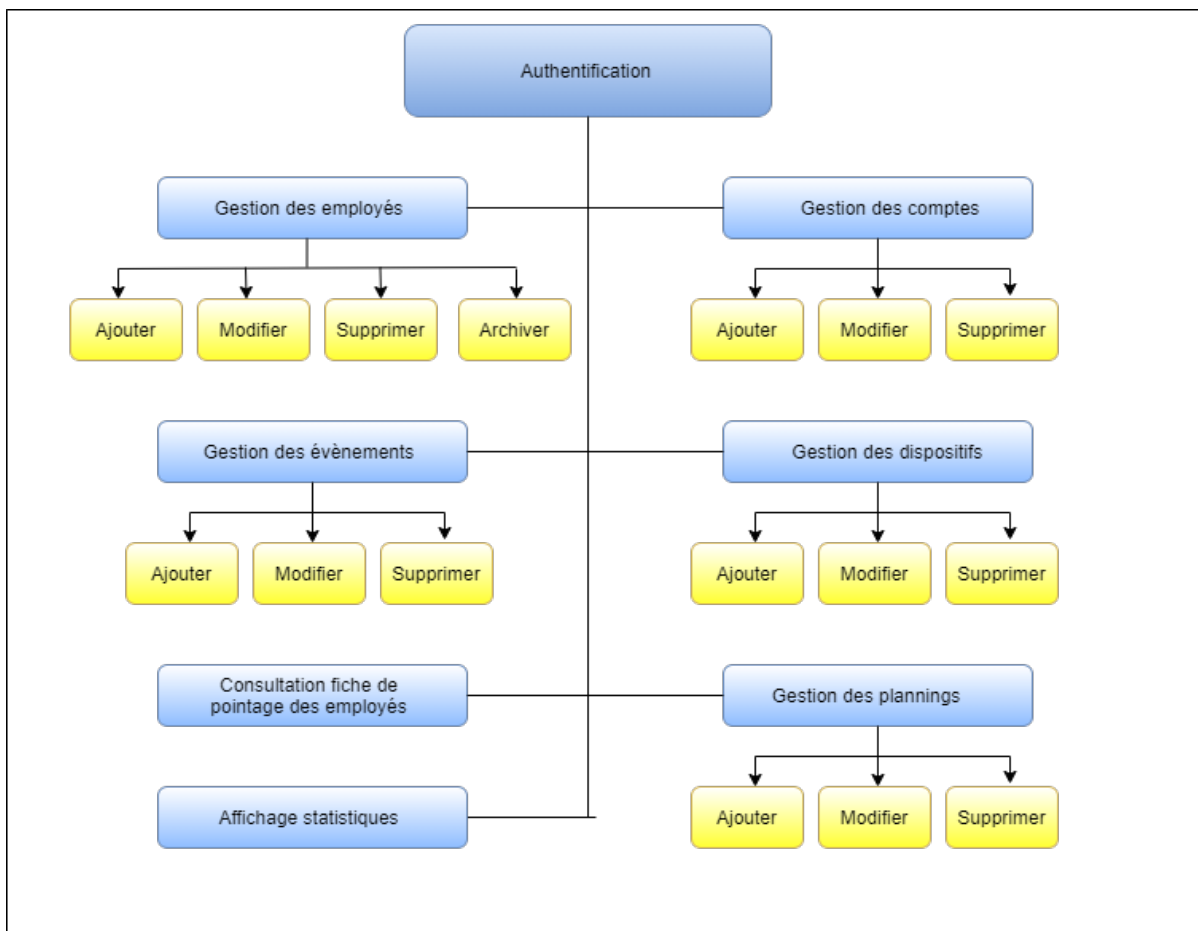 Authentification
Gestion des employés
Gestion des comptes
Ajouter
Modifier
Supprimer
Archiver
Ajouter
Modifier
Supprimer
Gestion des évènements
Gestion des dispositifs
Ajouter
Modifier
Supprimer
Ajouter
Modifier
Supprimer
Consultation fiche de
pointage des employés
Gestion des plannings
Ajouter
Modifier
Supprimer
Affichage statistiques